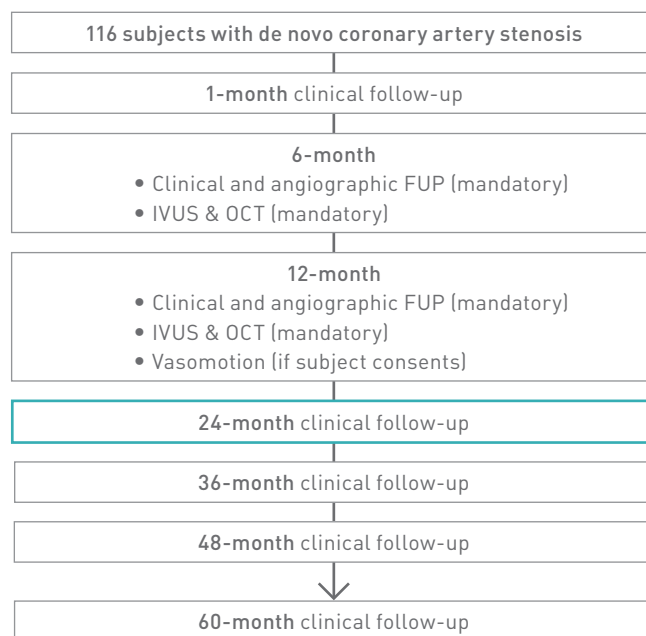 116 subjects with de novo coronary artery stenosis
1-month clinical follow-up
6-month
• Clinical and angiographic FUP (mandatory)
• IVUS & OCT (mandatory)
12-month
• Clinical and angiographic FUP (mandatory)
• IVUS & OCT (mandatory)
• Vasomotion (if subject consents)
24-month clinical follow-up
36-month clinical follow-up
48-month clinical follow-up
60-month clinical follow-up